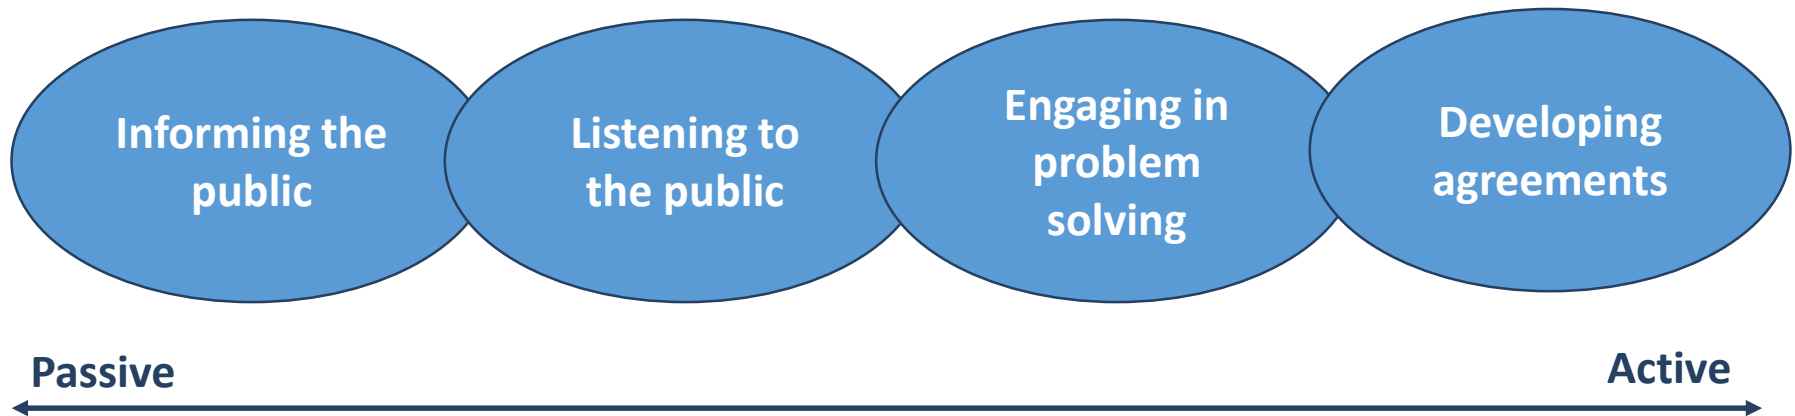 Informing the
public
Listening to
the public
Engaging in
problem
solving
Developing
agreements
Passive
Active